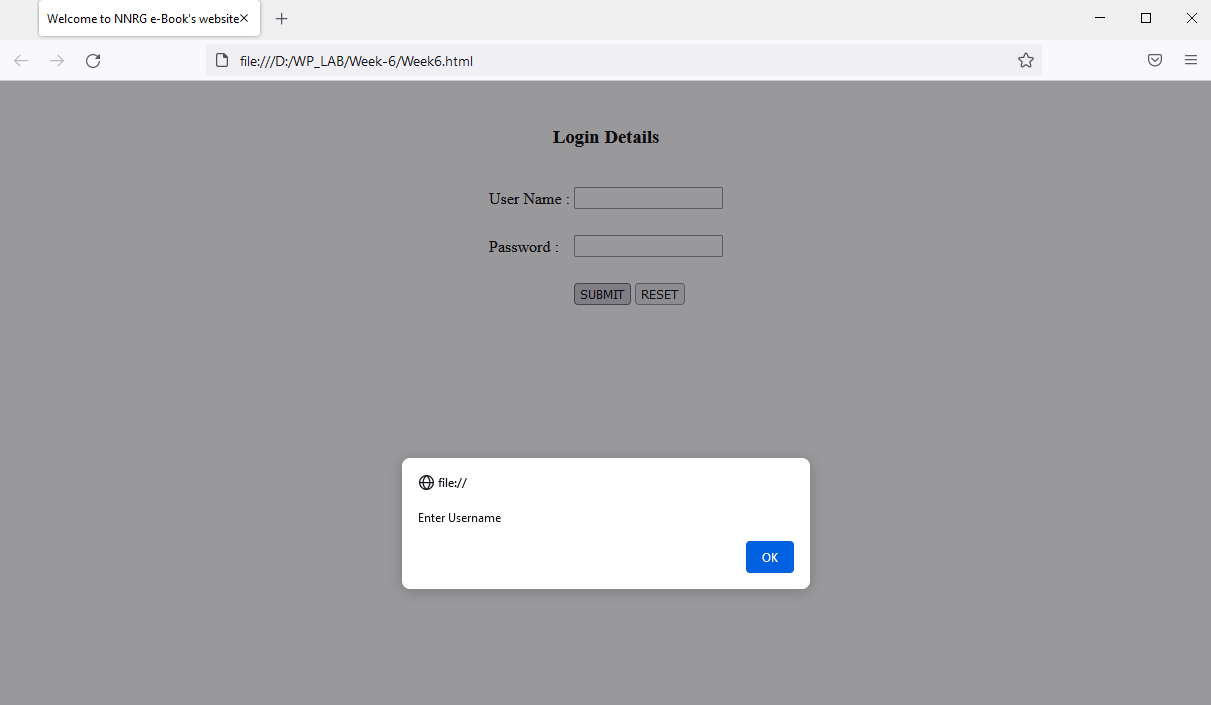 Welcome to NNRG e-Book's website
file:///D:/WP_LAB/Week-6/Week6.html
Login Details
User Name :
Password :
SUBMIT RESET
file://
Enter Username
OK